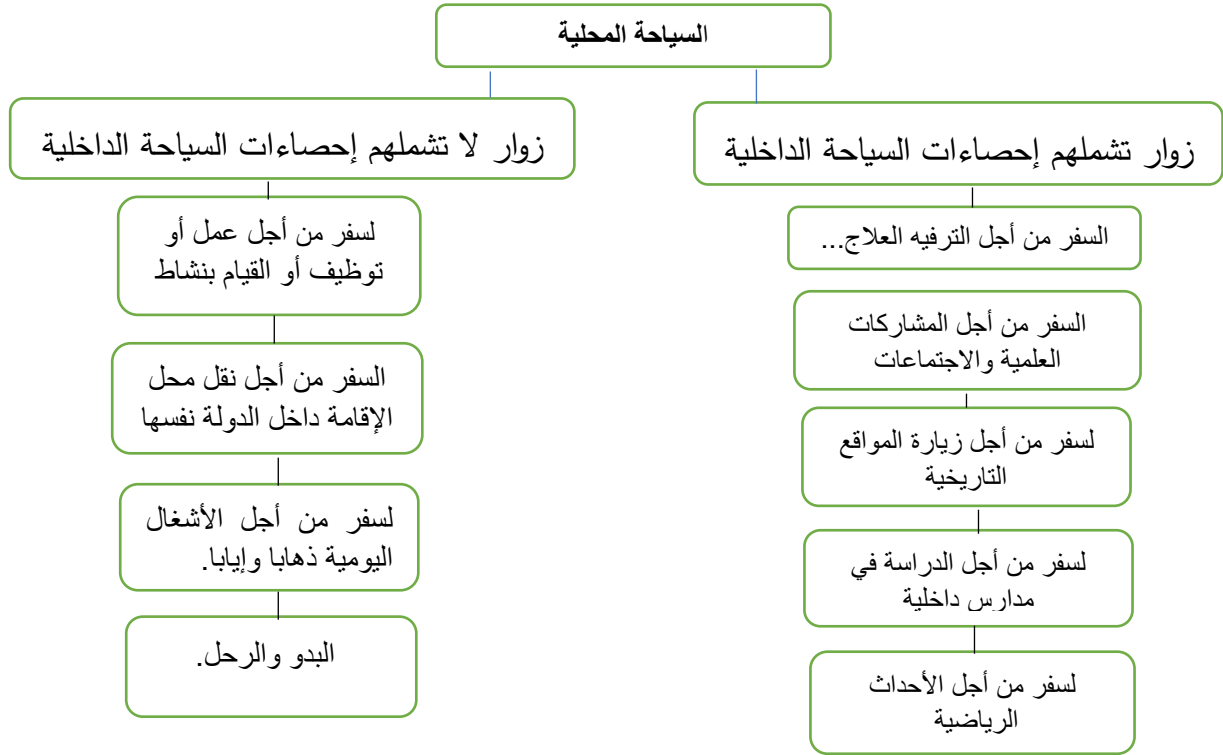 السياحة المحلية
زوار تشملهم إحصاءات السياحة الداخلية
السفر من أجل الترفيه العلاج...
السفر من أجل المشاركات
العلمية والاجتماعات
لسفر من أجل زيارة المواقع
التاريخية
لسفر من أجل الدراسة في
مدارس داخلية
لسفر من أجل الأحداث
الرياضية
زوار لا تشملهم إحصاءات السياحة الداخلية
لسفر من أجل عمل أو
توظيف أو القيام بنشاط
السفر من أجل نقل محل
الإقامة داخل الدولة نفسها
لسفر من أجل الأشغال
اليومية ذهابا وإيابا.
البدو والرحل.